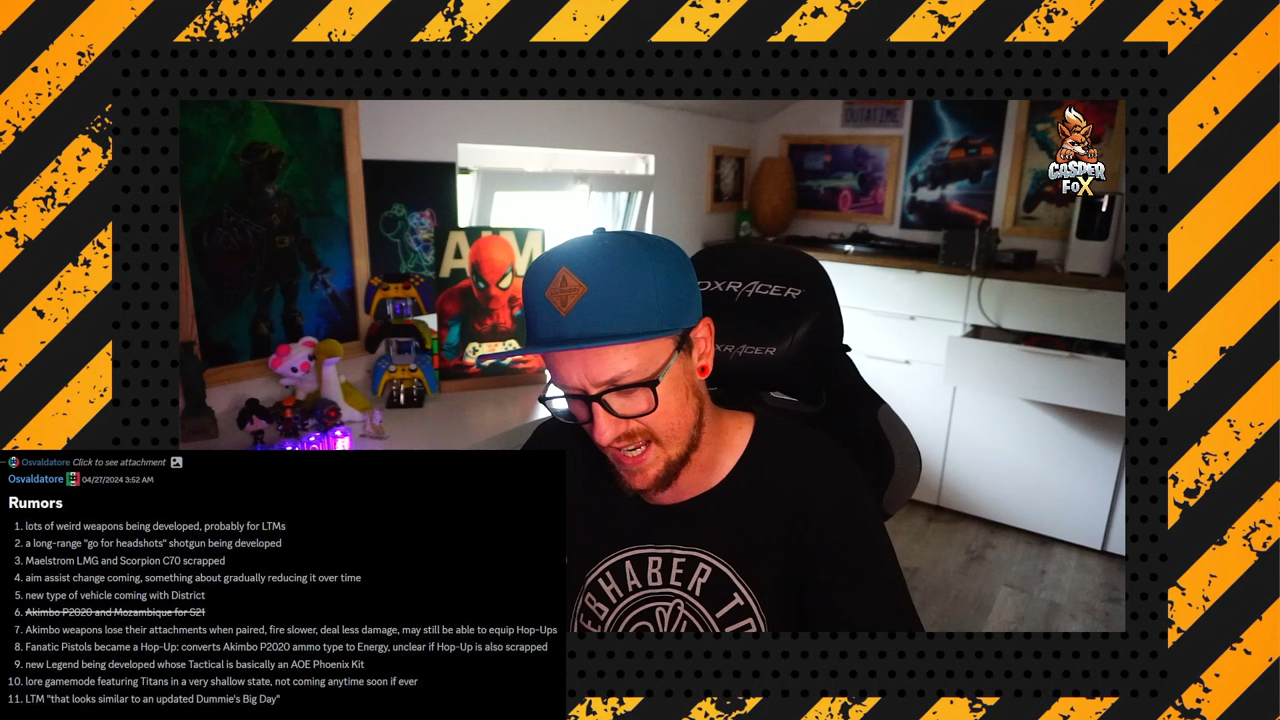 OUTATIME
CASPER
FOX
AIM
DXRACER
XRACER
EBHABER TO
Osvaldatore Click to see attachment
Osvaldatore 04/27/2024 3:52 AM
Rumors
1. lots of weird weapons being developed, probably for LTMs
2. a long-range "go for headshots" shotgun being developed
3. Maelstrom LMG and Scorpion C70 scrapped
4. aim assist change coming, something about gradually reducing it over time
5. new type of vehicle coming with District
6. Akimbo P2020 and Mozambique for S21
7. Akimbo weapons lose their attachments when paired, fire slower, deal less damage, may still be able to equip Hop-Ups
8. Fanatic Pistols became a Hop-Up: converts Akimbo P2020 ammo type to Energy, unclear if Hop-Up is also scrapped
9. new Legend being developed whose Tactical is basically an AOE Phoenix Kit
10. lore gamemode featuring Titans in a very shallow state, not coming anytime soon if ever
11. LTM "that looks similar to an updated Dummie's Big Day"